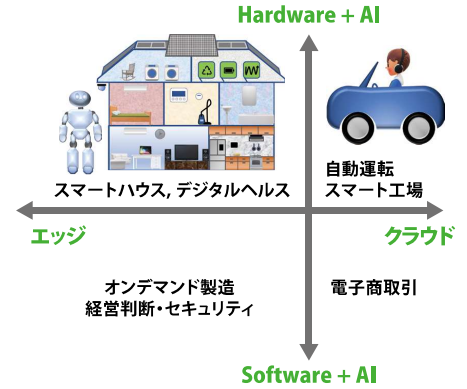 Hardware + AI
スマートハウス, デジタルヘルス
自動運転
スマート工場
エッジ
クラウド
オンデマンド製造
経営判断・セキュリティ
電子商取引
Software + AI